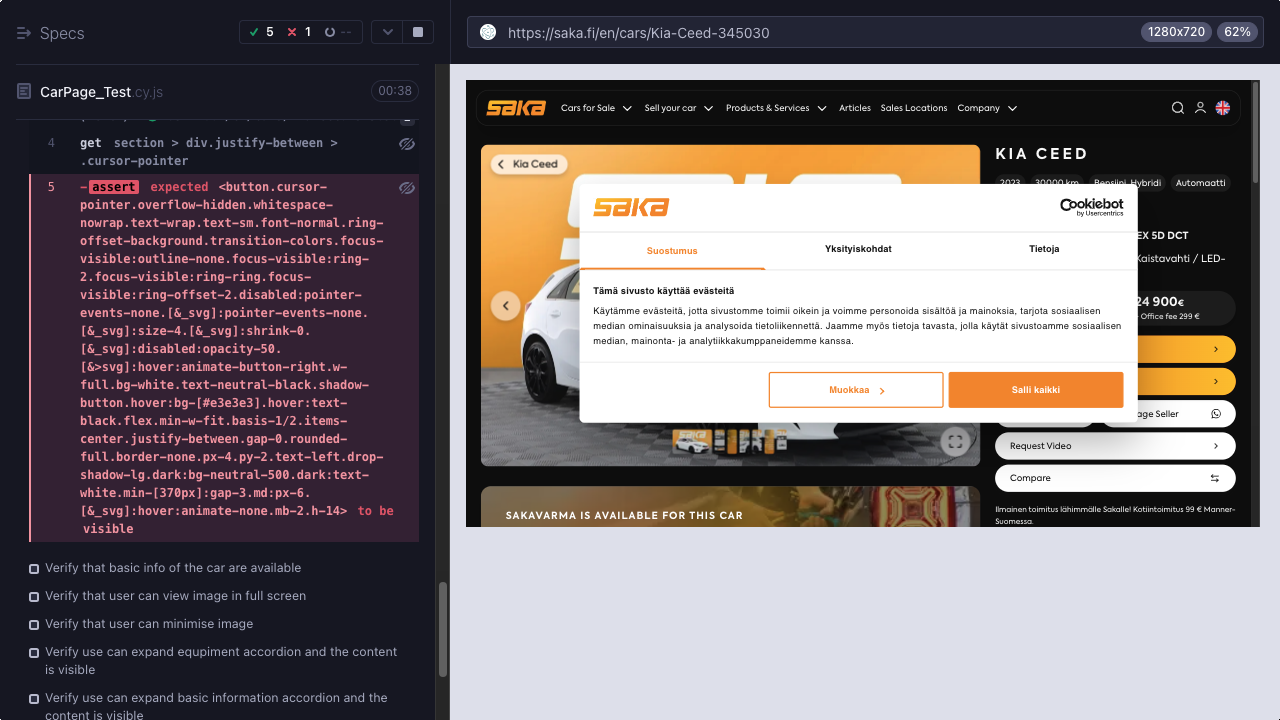 Specs
5
1
--
https://saka.fi/en/cars/Kia-Ceed-345030
1280x720
62%
CarPage_Test.cy.js
00:38
4 get section > div.justify-between >
.cursor-pointer
5 -assert expected <button.cursor-
pointer.overflow-hidden.whitespace-
nowrap.text-wrap.text-sm.font-normal.ring-
offset-background.transition-colors.focus-
visible:outline-none.focus-visible:ring-
2.focus-visible:ring-ring.focus-
visible:ring-offset-2.disabled:pointer-
events-none.[&_svg]:pointer-events-none.
[&_svg]:size-4.[&_svg]:shrink-0.
[&_svg]:disabled:opacity-50.
[&>svg]:hover:animate-button-right.w-
full.bg-white.text-neutral-black.shadow-
button.hover:bg-[#e3e3e3].hover:text-
black.flex.min-w-fit.basis-1/2.items-
center.justify-between.gap-0.rounded-
full.border-none.px-4.py-2.text-left.drop-
shadow-lg.dark:bg-neutral-500.dark:text-
white.min-[370px]:gap-3.md:px-6.
[&_svg]:hover:animate-none.mb-2.h-14> to be
visible
Verify that basic info of the car are available
Verify that user can view image in full screen
Verify that user can minimise image
Verify use can expand equpiment accordion and the content
is visible
Verify use can expand basic information accordion and the
content is visible
saka
Cars for Sale
Sell your car
Products & Services
Articles
Sales Locations
Company
Kia Ceed
KIA CEED
2023
30000 km
Bensiini, Hybridi
Automaatti
EX 5D DCT
Kaistavahti / LED-
24 900€
Office fee 299 €
age Seller
Request Video
Compare
Ilmainen toimitus lähimmälle Sakalle! Kotiintoimitus 99 € Manner-
Suomessa.
saka
Cookiebot
by Usercentrics
Suostumus
Yksityiskohdat
Tietoja
Tämä sivusto käyttää evästeitä
Käytämme evästeitä, jotta sivustomme toimii oikein ja voimme personoida sisältöä ja mainoksia, tarjota sosiaalisen
median ominaisuuksia ja analysoida tietoliikennettä. Jaamme myös tietoja tavasta, jolla käytät sivustoamme sosiaalisen
median, mainonta- ja analytiikkakumppaneidemme kanssa.
Muokkaa
Salli kaikki
SAKAVARMA IS AVAILABLE FOR THIS CAR